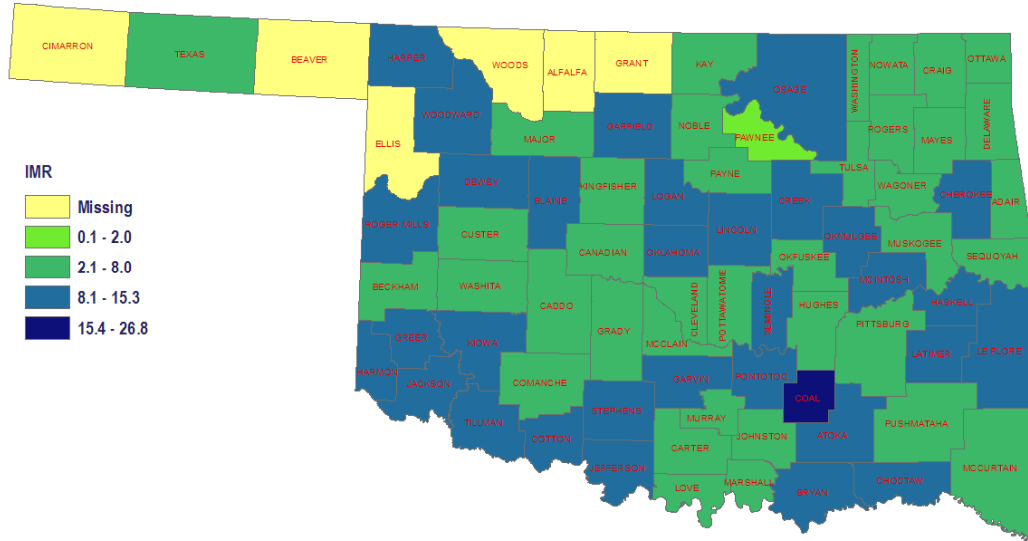 CIMARRON
TEXAS
BEAVER
HARPER
WOODS
ALFALFA
GRANT
KAY
OSAGE
WASHINGTON
NOWATA
CRAIG
OTTAWA
ELLIS
WOODWARD
MAJOR
GARFIELD
NOBLE
PAWNEE
ROGERS
MAYES
DELAWARE
DEWEY
BLAINE
KINGFISHER
LOGAN
PAYNE
CREEK
TULSA
WAGONER
CHEROKEE
ADAIR
ROGER MILLS
CUSTER
CANADIAN
OKLAHOMA
LINCOLN
OKFUSKEE
OKMULGEE
MUSKOGEE
SEQUOYAH
BECKHAM
WASHITA
CADDO
GRADY
MCCLAIN
CLEVELAND
POTTAWATOME
SEMINOLE
HUGHES
MCINTOSH
PITTSBURG
HASKELL
LATIMER
LE FLORE
GREER
KIOWA
HARMON
JACKSON
COMANCHE
TILLMAN
COTTON
STEPHENS
JEFFERSON
GARVIN
PONTOTOC
COAL
MURRAY
CARTER
JOHNSTON
ATOKA
PUSHMATAHA
LOVE
MARSHALL
BRYAN
CHOCTAW
MCCURTAIN
IMR
Missing
0.1 - 2.0
2.1 - 8.0
8.1 - 15.3
15.4 - 26.8